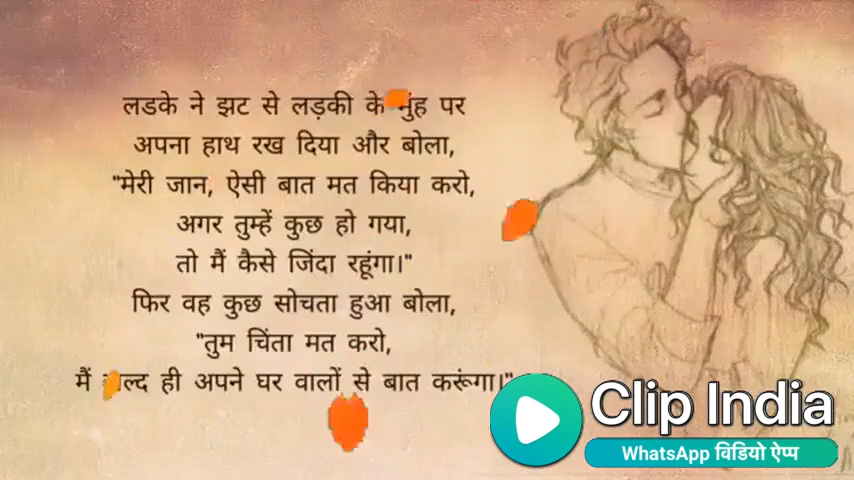 लडके ने झट से लड़की के मुंह पर
अपना हाथ रख दिया और बोला,
"मेरी जान, ऐसी बात मत किया करो,
अगर तुम्हें कुछ हो गया,
तो मैं कैसे जिंदा रहूंगा।"
फिर वह कुछ सोचता हुआ बोला,
"तुम चिंता मत करो,
मैं जल्द ही अपने घर वालों से बात करूंगा।"
Clip India
WhatsApp विडियो ऐप्प